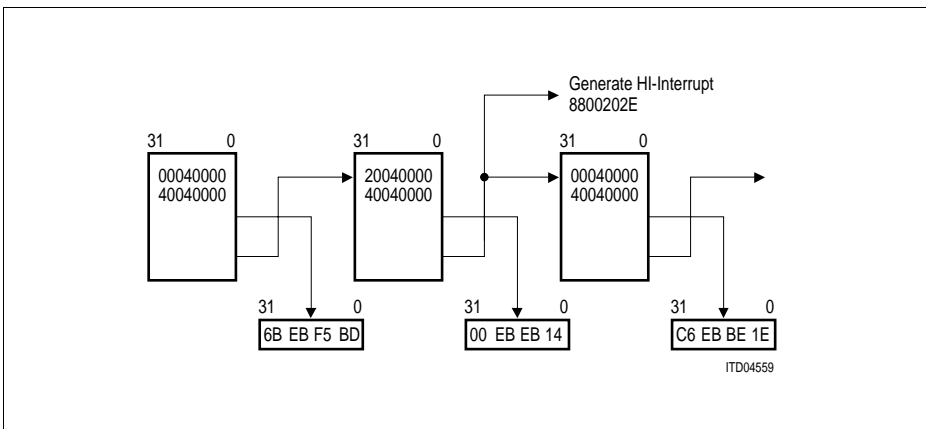 Generate HI-Interrupt
8800202E
31 0
31 0
31 0
00040000
40040000
20040000
40040000
00040000
40040000
31 0
31 0
31 0
6B EB F5 BD
00 EB EB 14
C6 EB BE 1E
ITD04559